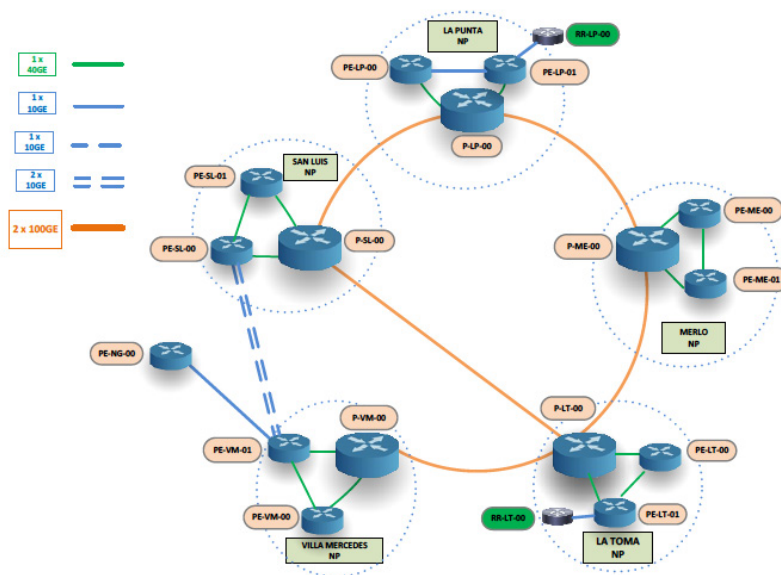 1 x
40GE
1 x
10GE
1 x
10GE
2 x
10GE
2 x 100GE
LA PUNTA
NP
RR-LP-00
PE-LP-00
PE-LP-01
P-LP-00
SAN LUIS
NP
PE-SL-01
PE-SL-00
P-SL-00
PE-ME-00
P-ME-00
PE-ME-01
MERLO
NP
PE-NG-00
P-VM-00
PE-VM-01
PE-VM-00
VILLA MERCEDES
NP
P-LT-00
PE-LT-00
RR-LT-00
PE-LT-01
LA TOMA
NP